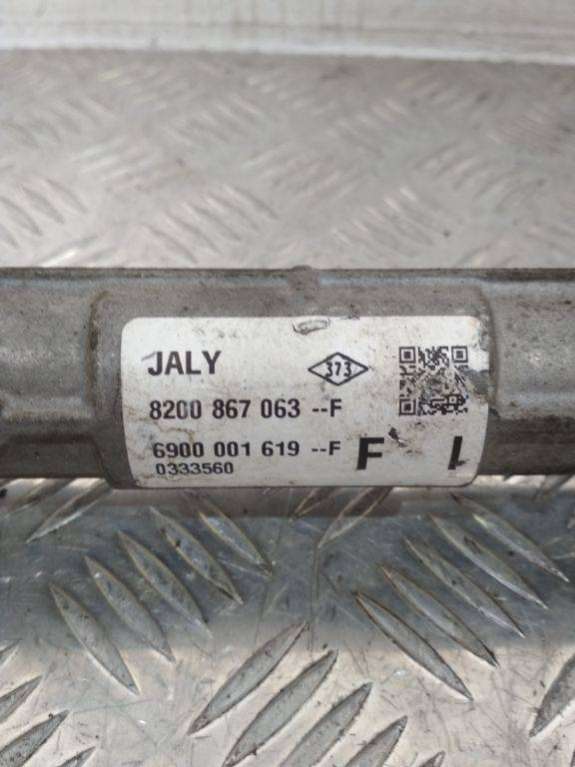 JALY
373
8200 867 063 --F
6900 001 619 --F
0333560
F I